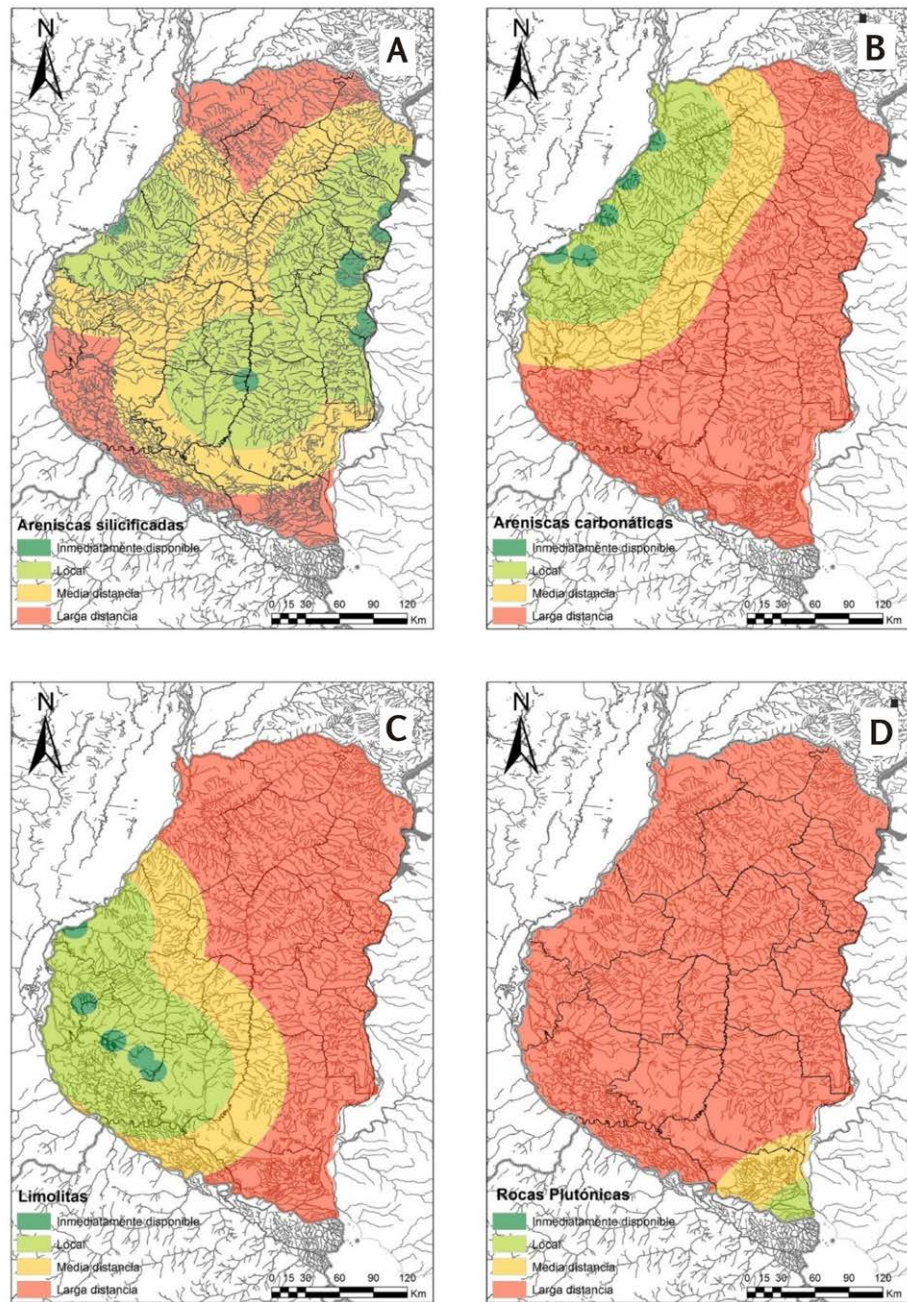 N
A
Areniscas silicificadas
Inmediatamente disponible
Local
Media distancia
Larga distancia
0 15 30 60 90 120
Km
N
B
Areniscas carbonáticas
Inmediatamente disponible
Local
Media distancia
Larga distancia
0 15 30 60 90 120
Km
N
C
Limolitas
Inmediatamente disponible
Local
Media distancia
Larga distancia
0 15 30 60 90 120
Km
N
D
Rocas Plutónicas
Inmediatamente disponible
Local
Media distancia
Larga distancia
0 15 30 60 90 120
Km